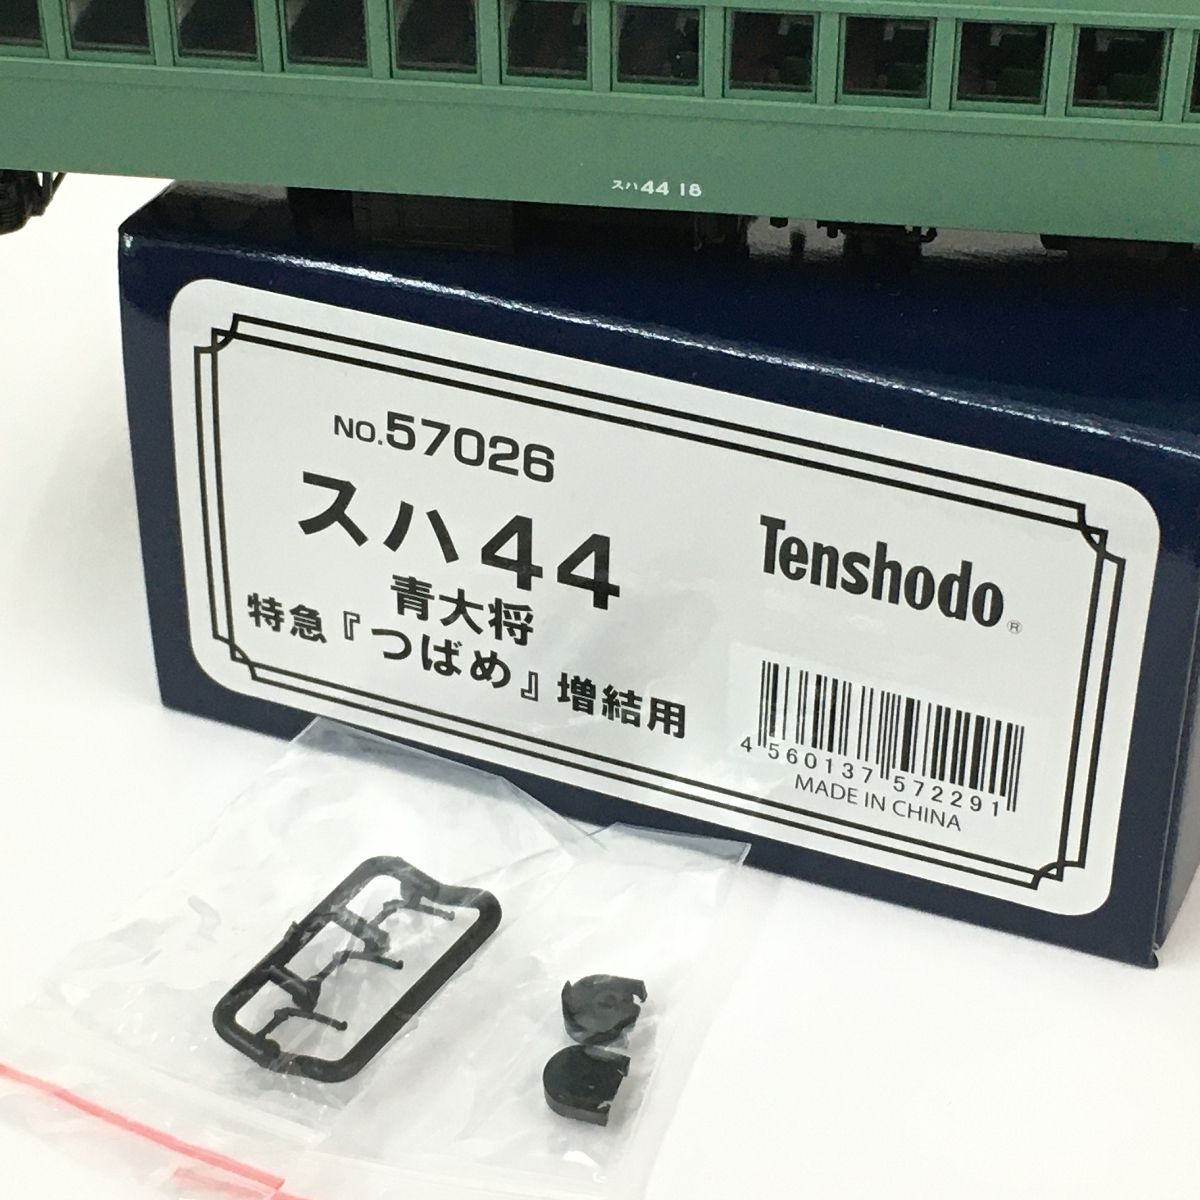 スハ44 18
NO.57026
スハ44
青大将
特急『つばめ』増結用
Tenshodo®
4 560137 572291
MADE IN CHINA